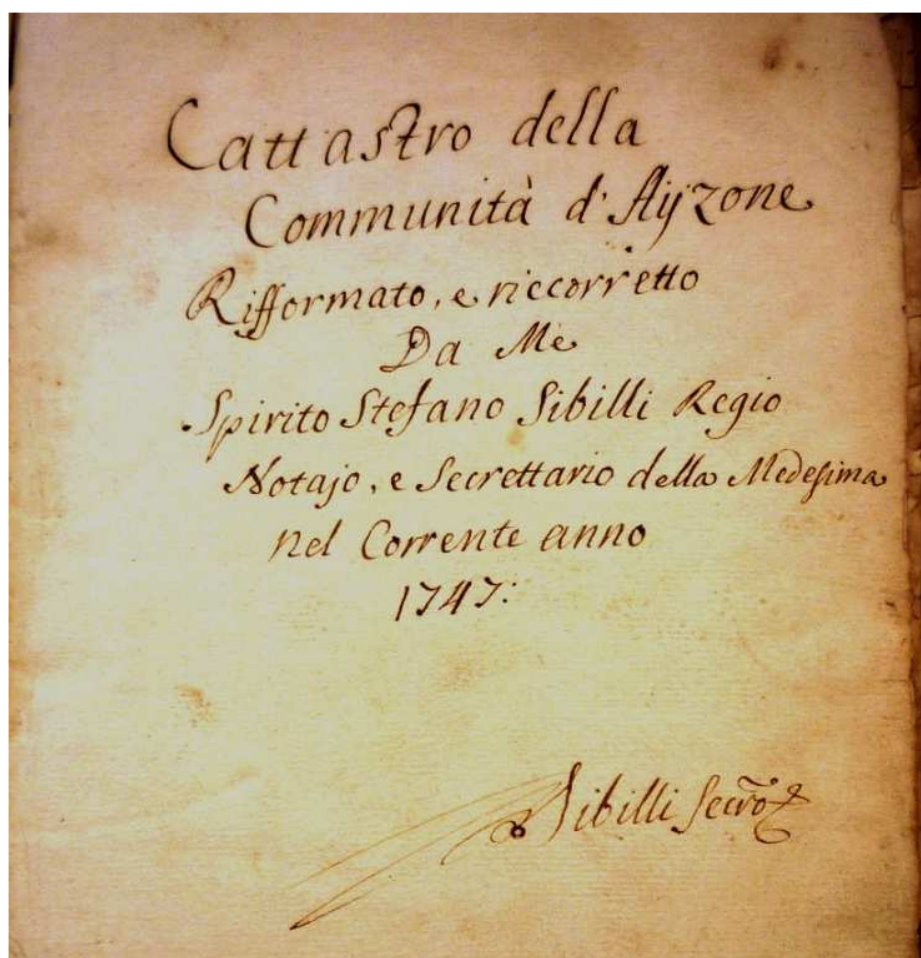 Cattastro della
Communità d'Ayzone
Rifformato, e riccorretto
Da Me
Spirito Stefano Sibilli Regio
Notajo, e Secrettario della Medesima
nel Corrente anno
1747:
Sibilli Secro